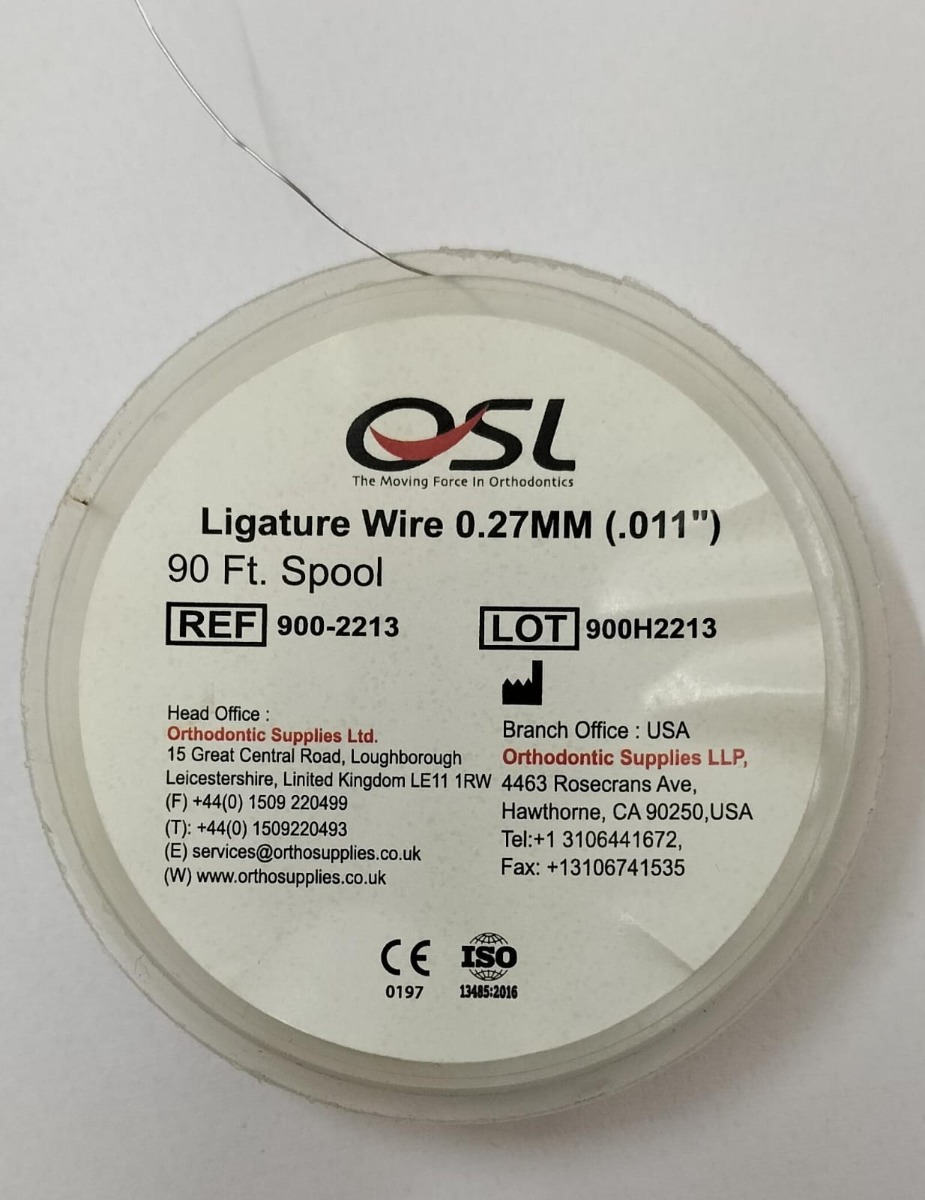 OSL
The Moving Force In Orthodontics
Ligature Wire 0.27MM (.011")
90 Ft. Spool
REF 900-2213
LOT 900H2213
Head Office :
Orthodontic Supplies Ltd.
15 Great Central Road, Loughborough
Leicestershire, Linited Kingdom LE11 1RW
(F) +44(0) 1509 220499
(T): +44(0) 1509220493
(E) services@orthosupplies.co.uk
(W) www.orthosupplies.co.uk
Branch Office : USA
Orthodontic Supplies LLP,
4463 Rosecrans Ave,
Hawthorne, CA 90250,USA
Tel:+1 3106441672,
Fax: +13106741535
CE
0197
ISO
13485:2016